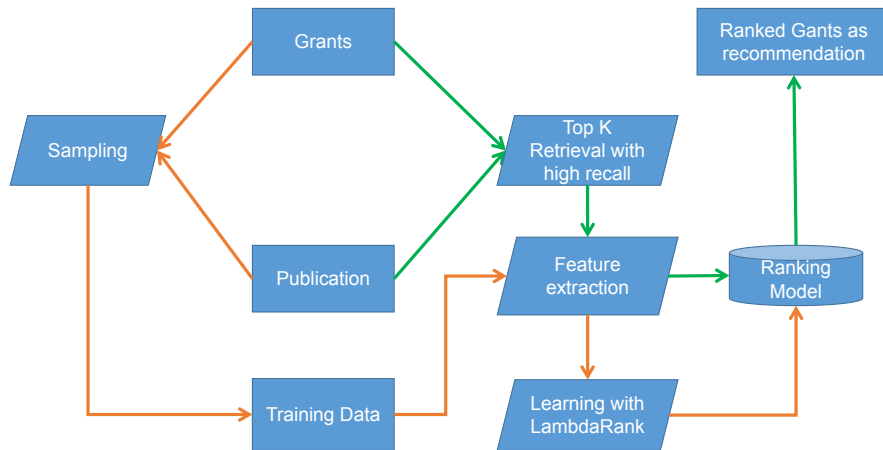 Grants
Ranked Gants as
recommendation
Sampling
Top K
Retrieval with
high recall
Publication
Feature
extraction
Ranking
Model
Training Data
Learning with
LambdaRank